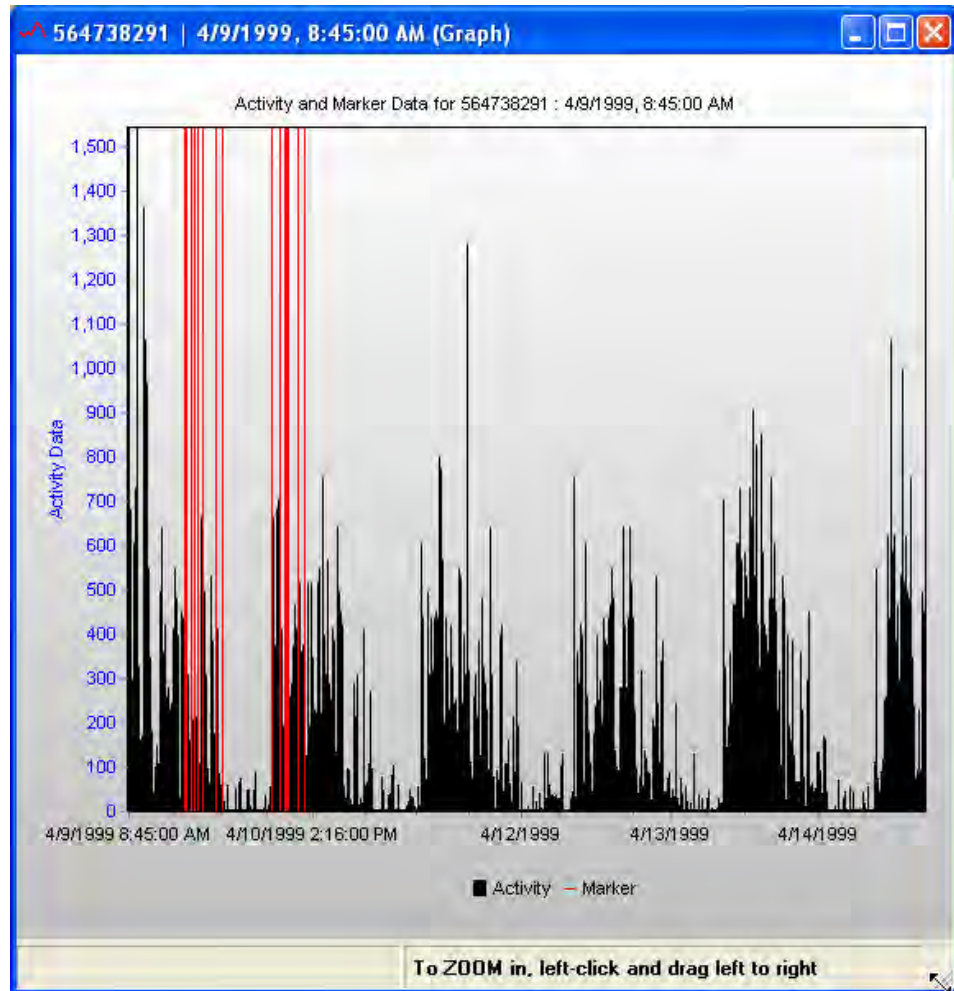 564738291 | 4/9/1999, 8:45:00 AM (Graph)
Activity and Marker Data for 564738291 : 4/9/1999, 8:45:00 AM
1,500
1,400
1,300
1,200
1,100
1,000
900
800
700
600
500
400
300
200
100
0
Activity Data
4/9/1999 8:45:00 AM 4/10/1999 2:16:00 PM 4/12/1999 4/13/1999 4/14/1999
Activity Marker
To ZOOM in, left-click and drag left to right